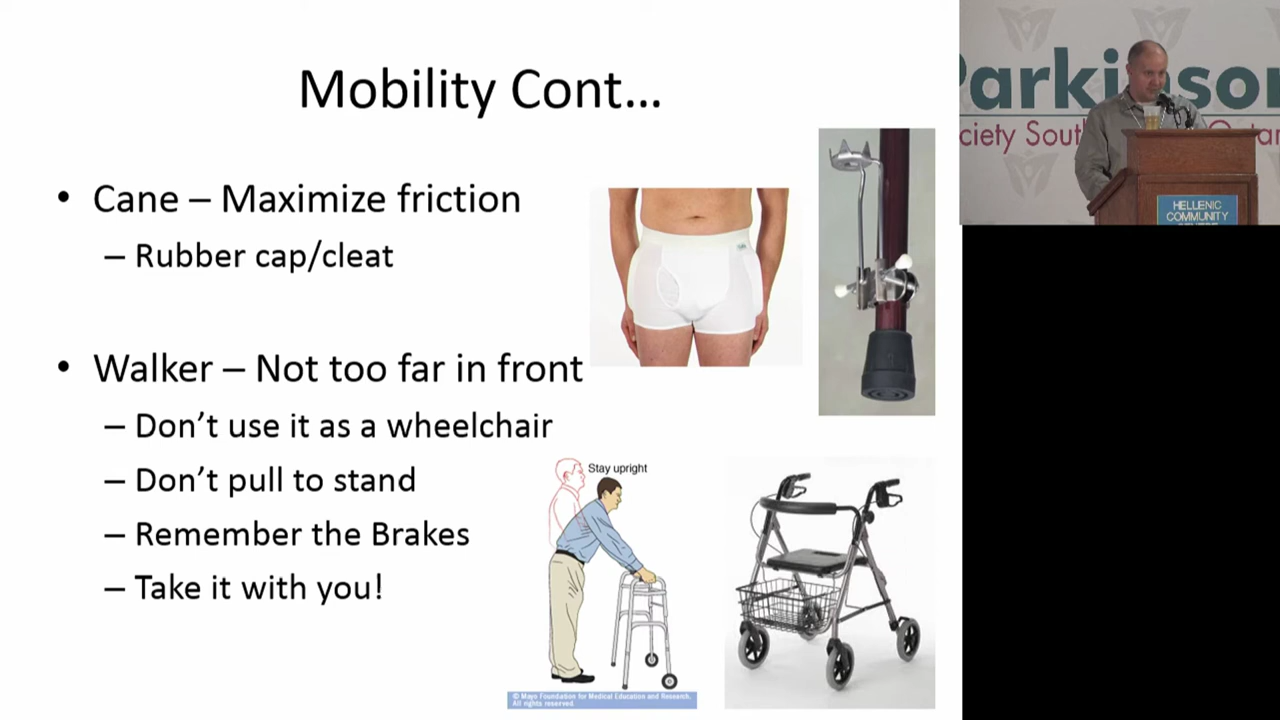 Mobility Cont...
• Cane – Maximize friction
– Rubber cap/cleat
• Walker – Not too far in front
– Don’t use it as a wheelchair
– Don’t pull to stand
– Remember the Brakes
– Take it with you!
Stay upright
© Mayo Foundation for Medical Education and Research.
All rights reserved.
Parkinson
ciety Sout
HELLENIC
COMMUNITY